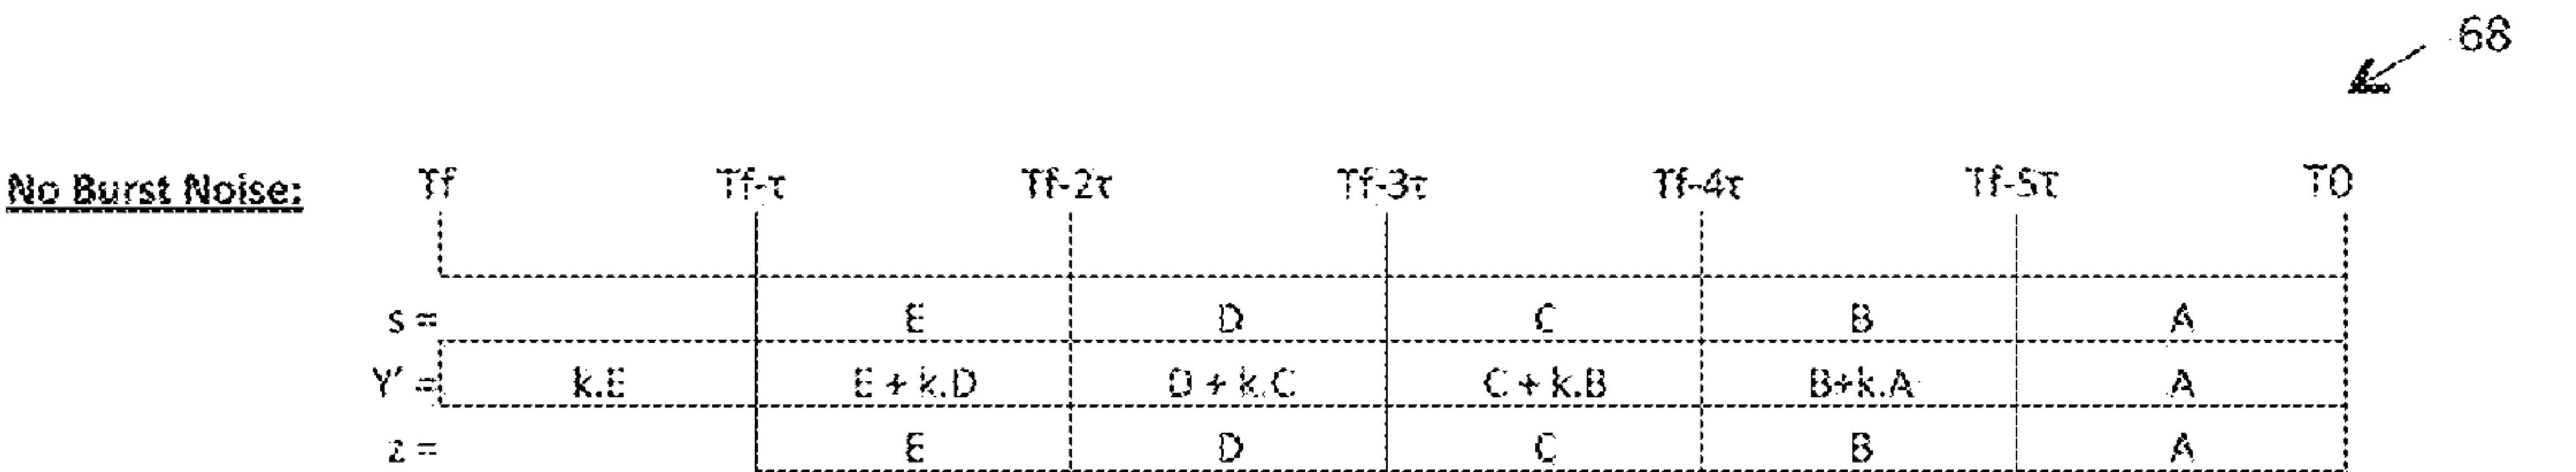 68
No Burst Noise: Tf Tf-τ Tf-2τ Tf-3τ Tf-4τ Tf-5τ T0
s = E D C B A
Y' = k.E E + k.D D + k.C C + k.B B+k.A A
z = E D C B A